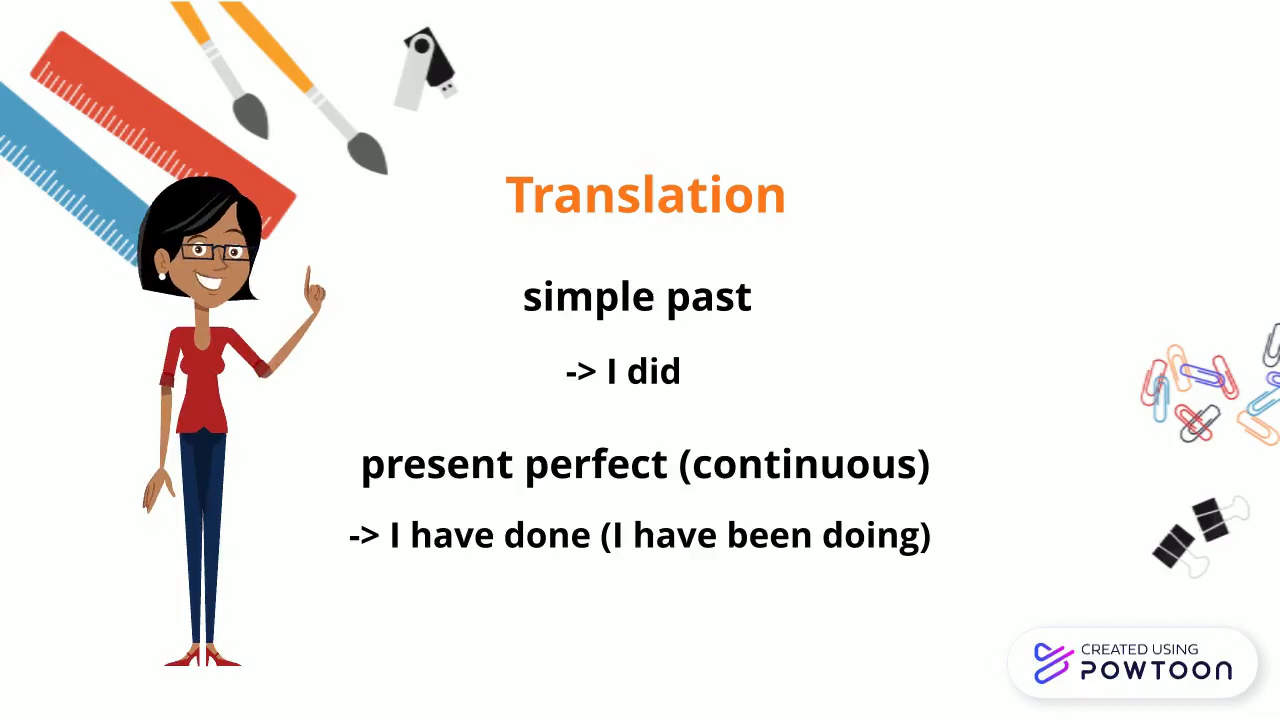 Translation
simple past
-> I did
present perfect (continuous)
-> I have done (I have been doing)
CREATED USING
POWTOON